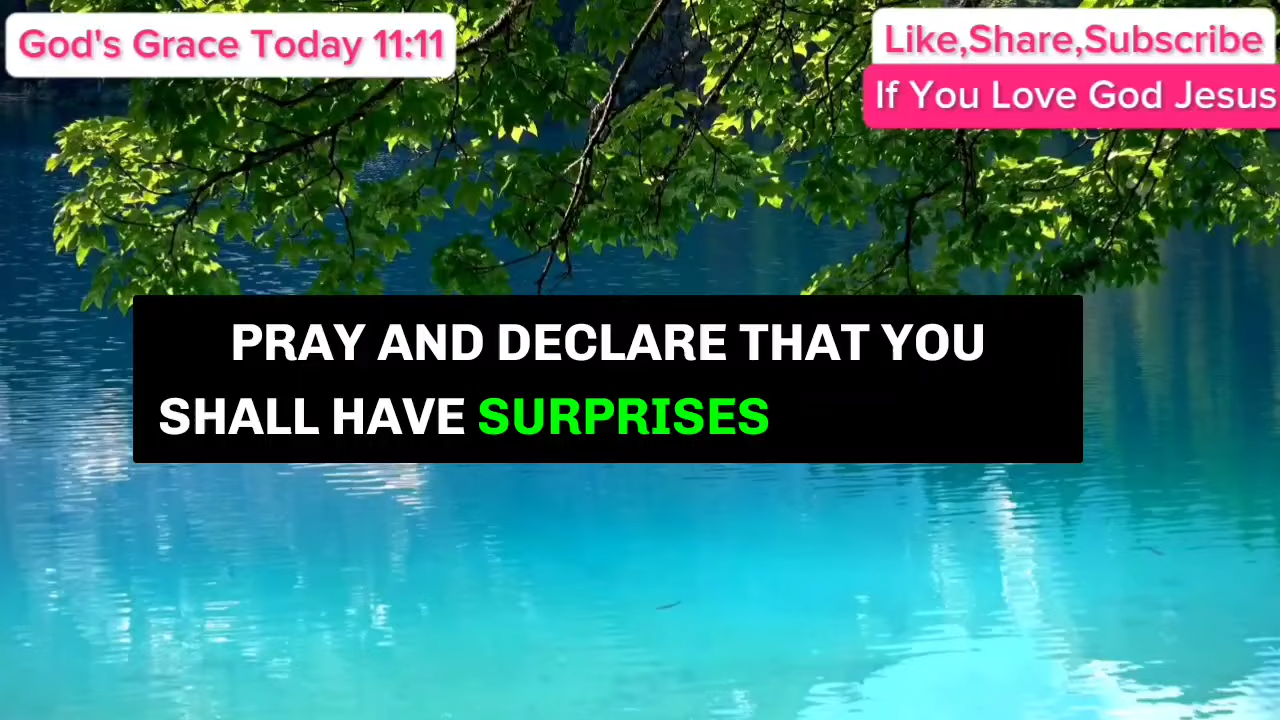 God's Grace Today 11:11
Like,Share,Subscribe
If You Love God Jesus
PRAY AND DECLARE THAT YOU
SHALL HAVE SURPRISES